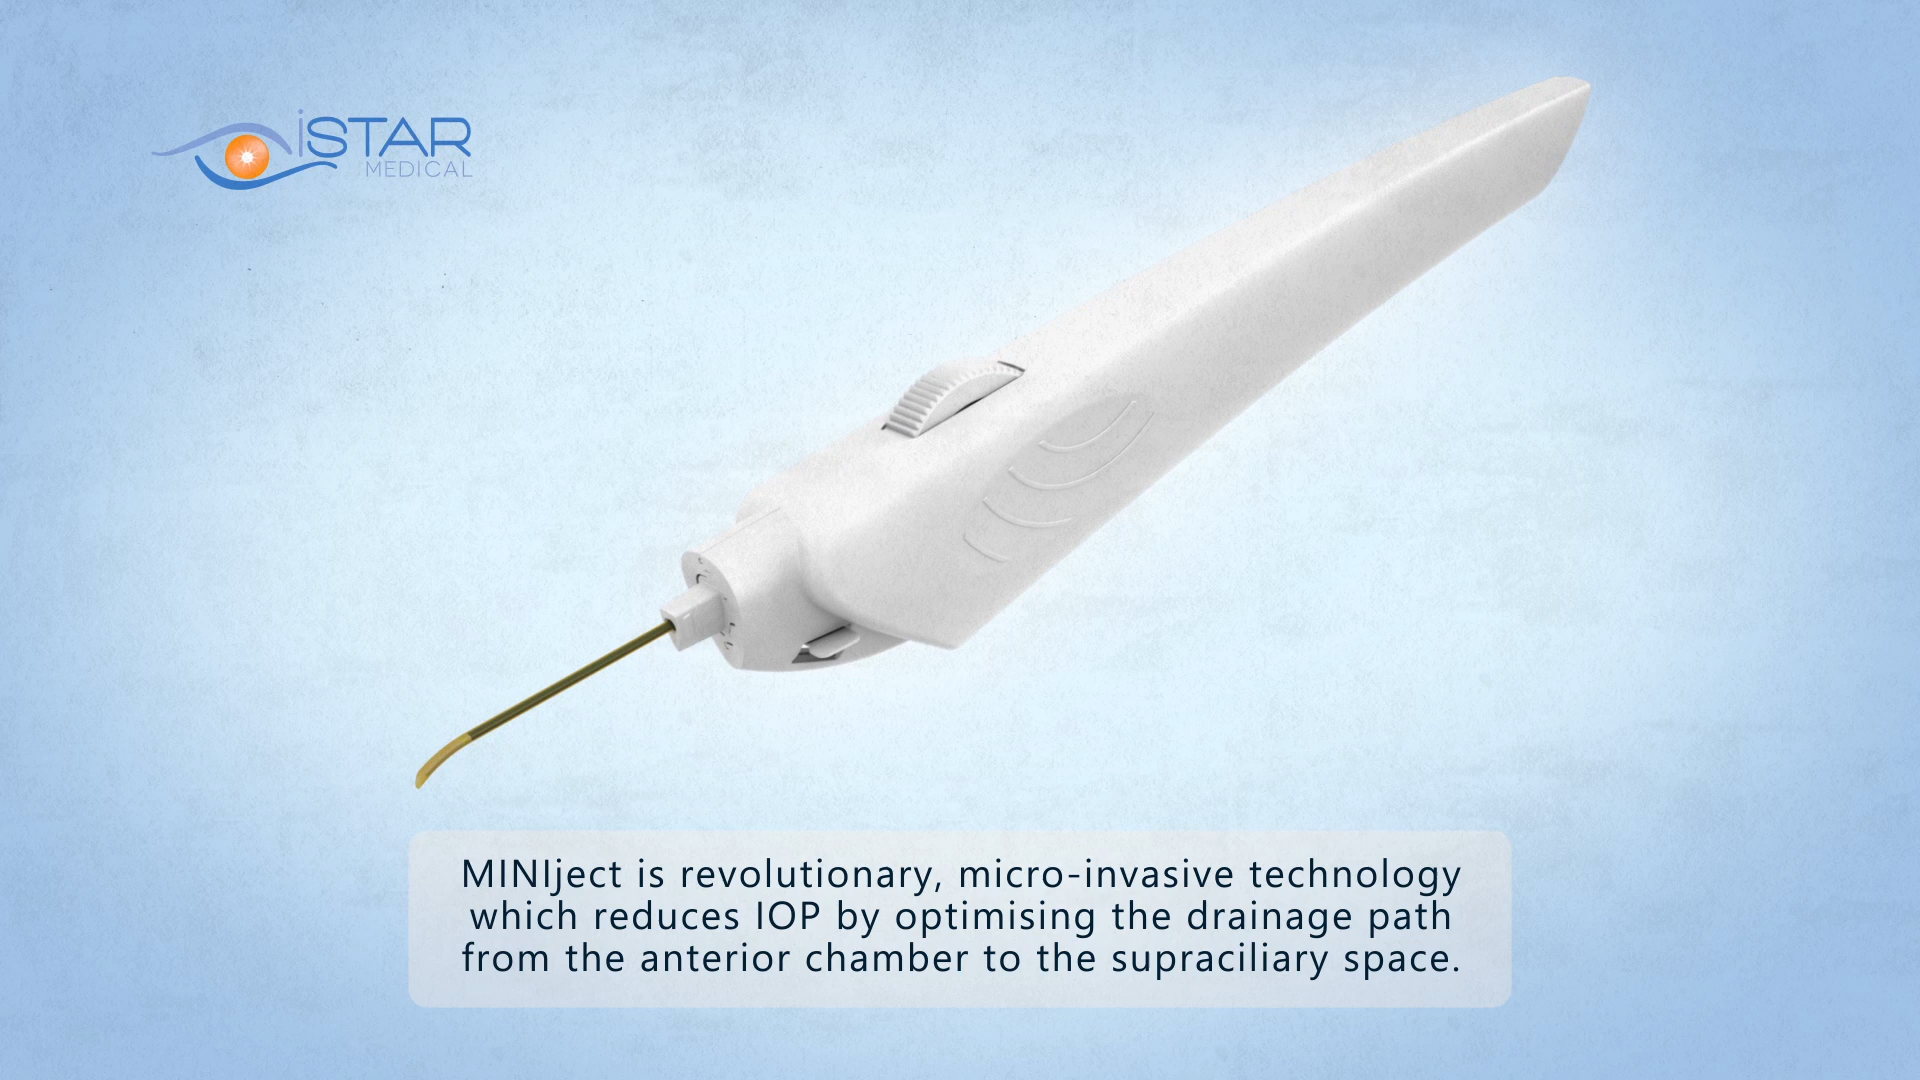 iSTAR
MEDICAL
MINIject is revolutionary, micro-invasive technology
which reduces IOP by optimising the drainage path
from the anterior chamber to the supraciliary space.